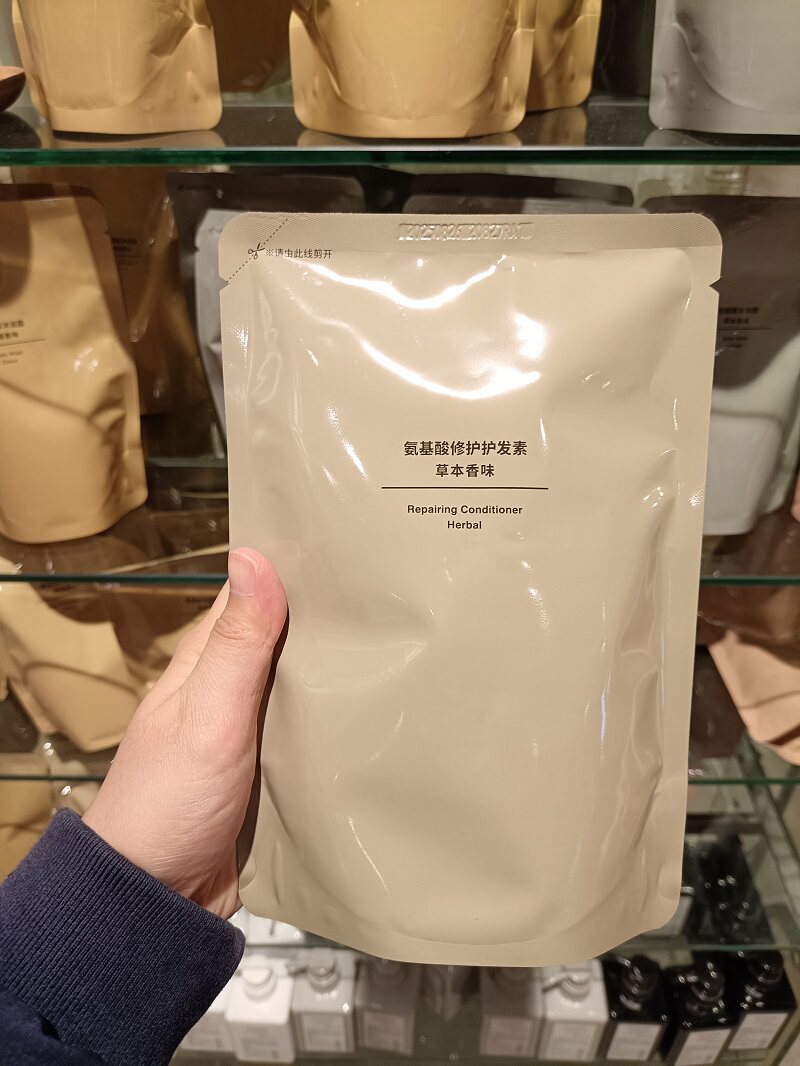 ※请由此线剪开
氨基酸修护护发素
草本香味
Repairing Conditioner
Herbal